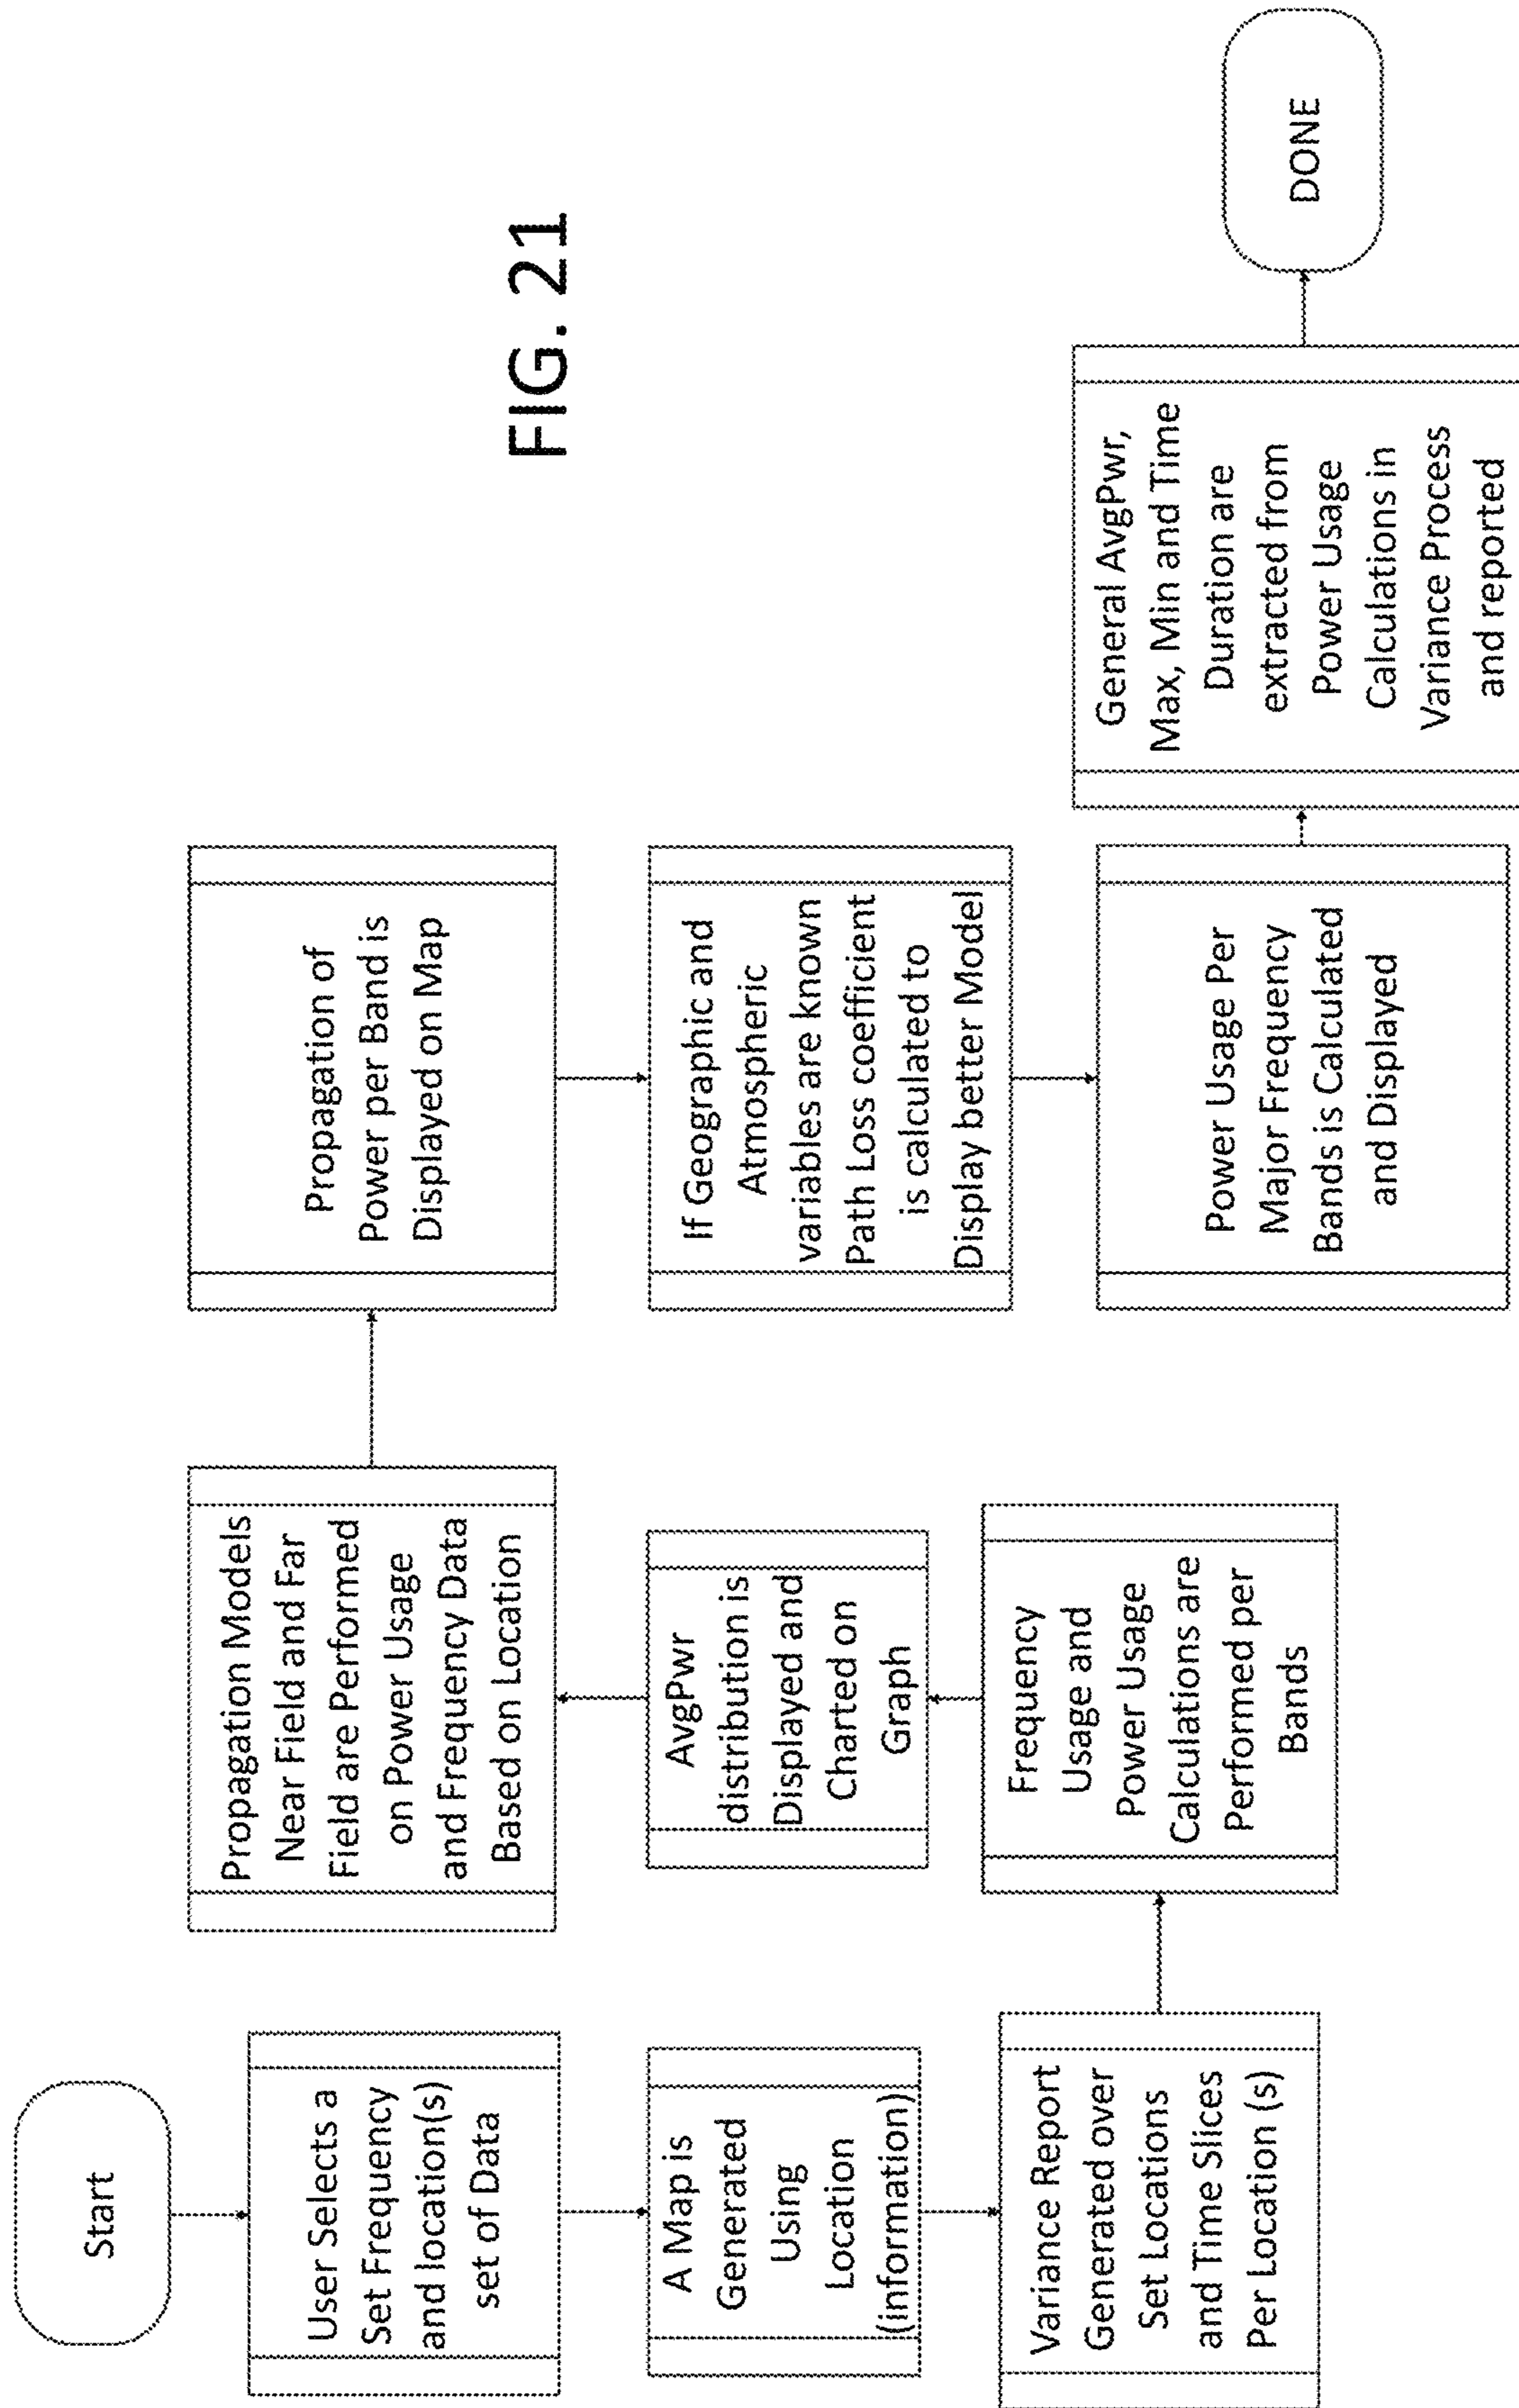 Start
User Selects a
Set Frequency
and location(s)
set of Data
A Map is
Generated
Using
Location
(information)
Variance Report
Generated over
Set Locations
and Time Slices
Per Location (s)
Frequency
Usage and
Power Usage
Calculations are
Performed per
Bands
AvgPwr
distribution is
Displayed and
Charted on
Graph
Propagation Models
Near Field and Far
Field are Performed
on Power Usage
and Frequency Data
Based on Location
Propagation of
Power per Band is
Displayed on Map
If Geographic and
Atmospheric
variables are known
Path Loss coefficient
is calculated to
Display better Model
Power Usage Per
Major Frequency
Bands is Calculated
and Displayed
General AvgPwr,
Max, Min and Time
Duration are
extracted from
Power Usage
Calculations in
Variance Process
and reported
DONE
FIG. 21